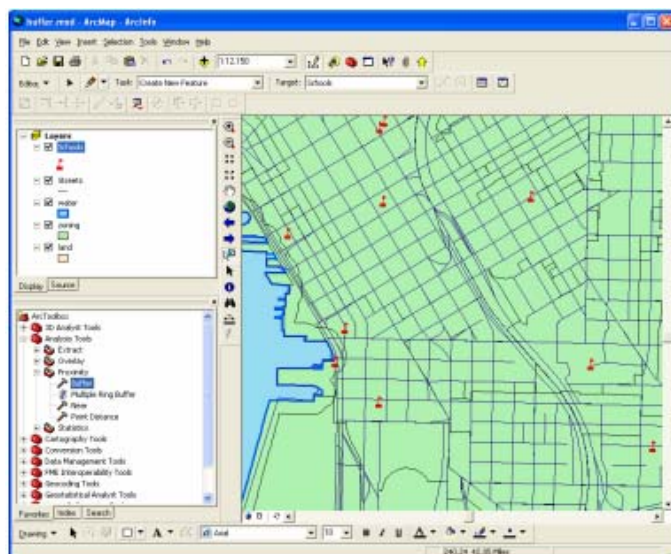 buffer.mxd - ArcMap - ArcInfo
File Edit View Insert Selection Tools Window Help
1:12,150
Editor Task: Create New Feature Target: Schools
Layers
Schools
Streets
water
zoning
land
Display Source
ArcToolbox
3D Analyst Tools
Analysis Tools
Extract
Overlay
Proximity
Buffer
Multiple Ring Buffer
Near
Point Distance
Statistics
Cartography Tools
Conversion Tools
Data Management Tools
FME Interoperability Tools
Geocoding Tools
Geostatistical Analyst Tools
Favorites Index Search
Drawing A Arial 10 B I U A